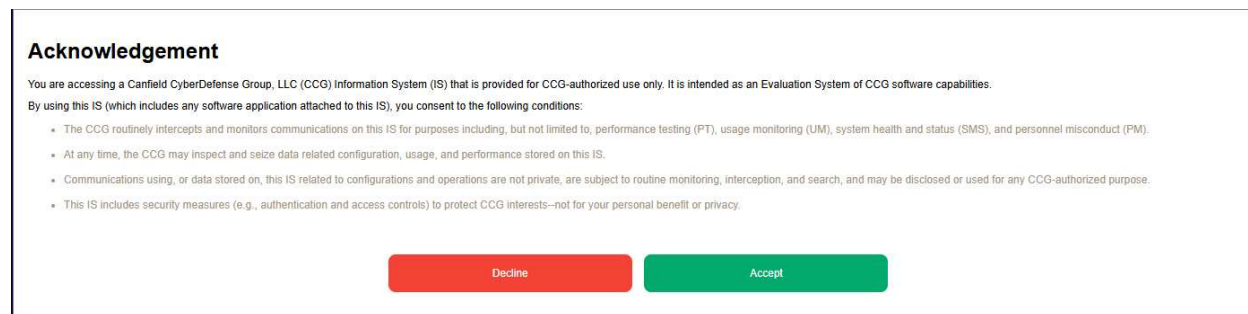 Acknowledgement
You are accessing a Canfield CyberDefense Group, LLC (CCG) Information System (IS) that is provided for CCG-authorized use only. It is intended as an Evaluation System of CCG software capabilities.
By using this IS (which includes any software application attached to this IS), you consent to the following conditions:
• The CCG routinely intercepts and monitors communications on this IS for purposes including, but not limited to, performance testing (PT), usage monitoring (UM), system health and status (SMS), and personnel misconduct (PM).
• At any time, the CCG may inspect and seize data related configuration, usage, and performance stored on this IS.
• Communications using, or data stored on, this IS related to configurations and operations are not private, are subject to routine monitoring, interception, and search, and may be disclosed or used for any CCG-authorized purpose.
• This IS includes security measures (e.g., authentication and access controls) to protect CCG interests--not for your personal benefit or privacy.
Decline
Accept